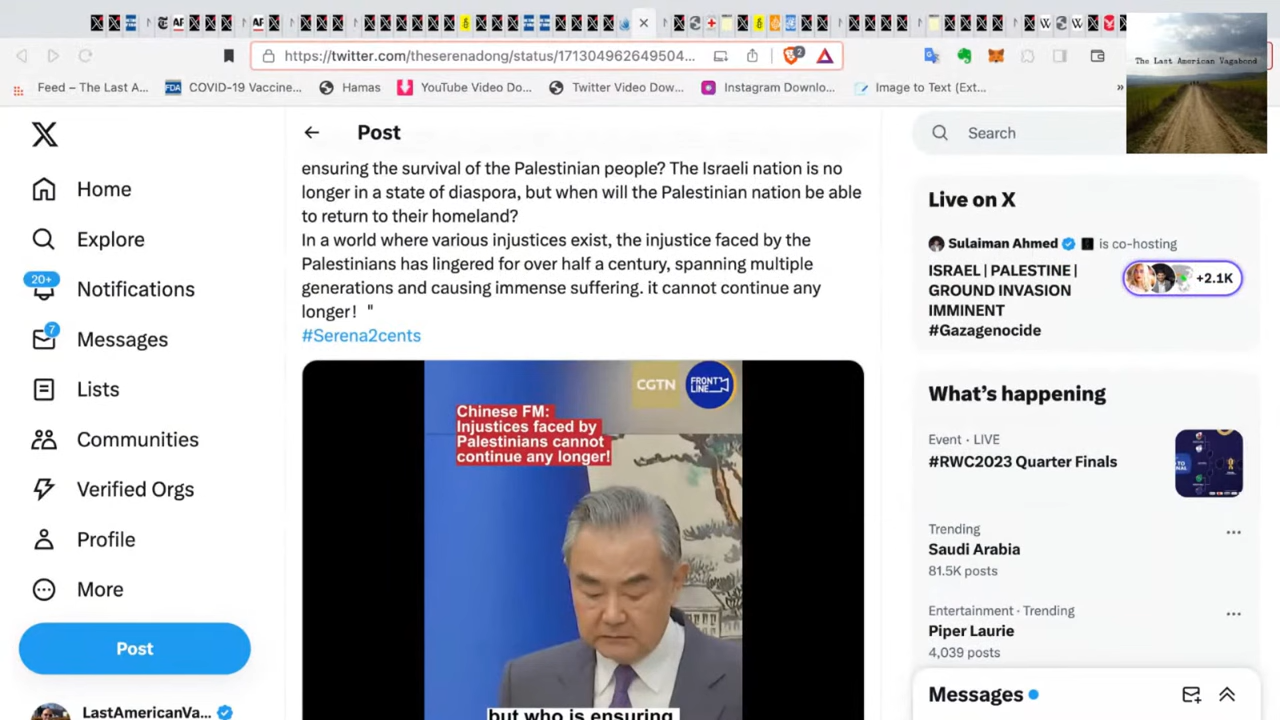 https://twitter.com/theserenadong/status/171304962649504...
2
The Last American Vagabond
Feed – The Last A...
COVID-19 Vaccine...
Hamas
YouTube Video Do...
Twitter Video Dow...
Instagram Downlo...
Image to Text (Ext...
»
FDA
Post
Search
Home
Explore
20+
Notifications
7
Messages
Lists
Communities
Verified Orgs
Profile
More
Post
LastAmericanVa...
ensuring the survival of the Palestinian people? The Israeli nation is no
longer in a state of diaspora, but when will the Palestinian nation be able
to return to their homeland?
In a world where various injustices exist, the injustice faced by the
Palestinians has lingered for over half a century, spanning multiple
generations and causing immense suffering. it cannot continue any
longer! "
#Serena2cents
CGTN
FRONT
LINE
Chinese FM:
Injustices faced by
Palestinians cannot
continue any longer!
but who is ensuring
Live on X
Sulaiman Ahmed is co-hosting
ISRAEL | PALESTINE |
GROUND INVASION
IMMINENT
#Gazagenocide
+2.1K
What's happening
Event · LIVE
#RWC2023 Quarter Finals
Trending
Saudi Arabia
81.5K posts
Entertainment · Trending
Piper Laurie
4,039 posts
Messages